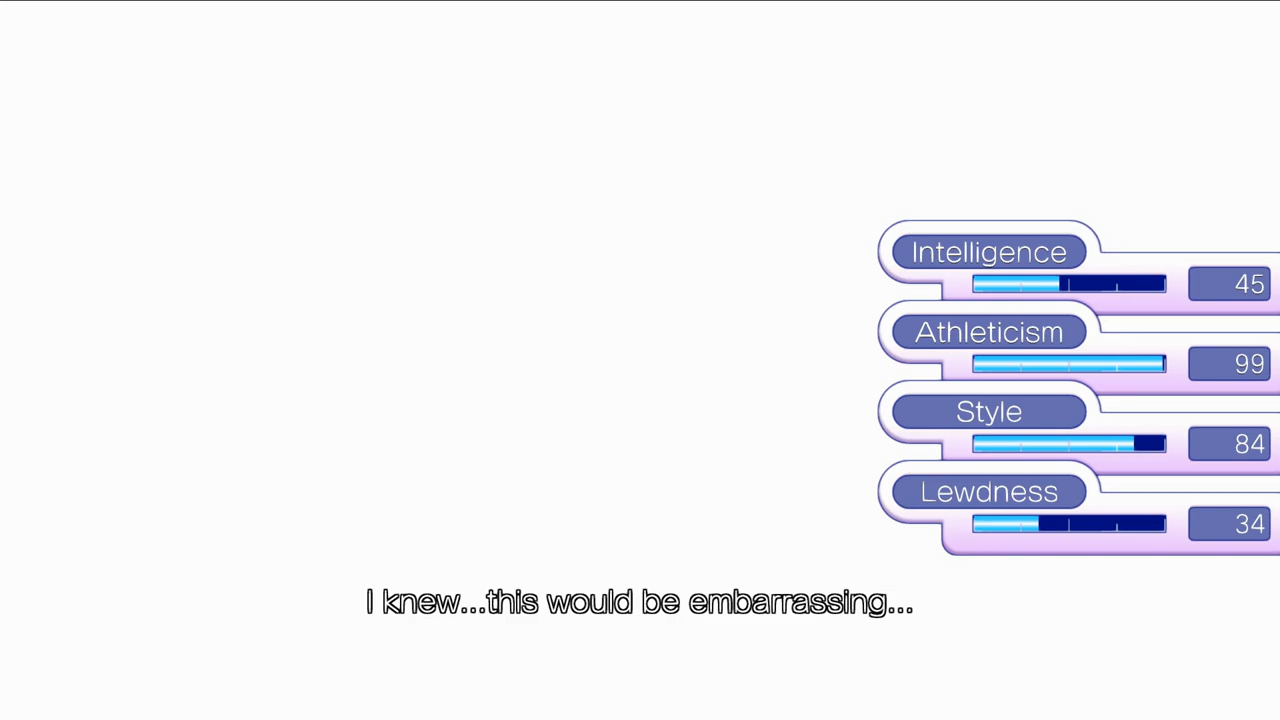 Intelligence
45
Athleticism
99
Style
84
Lewdness
34
I knew...this would be embarrassing...